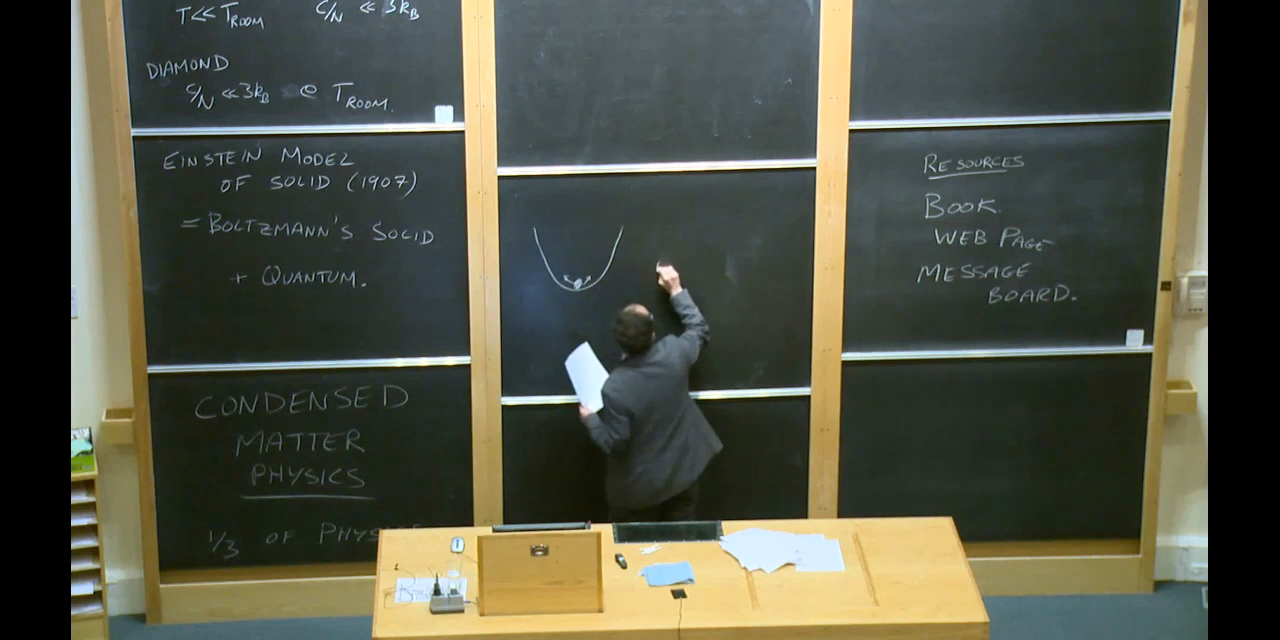 T ≪ T_ROOM C/N ≪ 3k_B
DIAMOND
C/N ≪ 3k_B @ T_ROOM.
EINSTEIN MODEL
OF SOLID (1907)
= BOLTZMANN'S SOLID
+ QUANTUM.
CONDENSED
MATTER
PHYSICS
1/3 OF PHYSICS
RESOURCES
BOOK.
WEB PAGE
MESSAGE
BOARD.